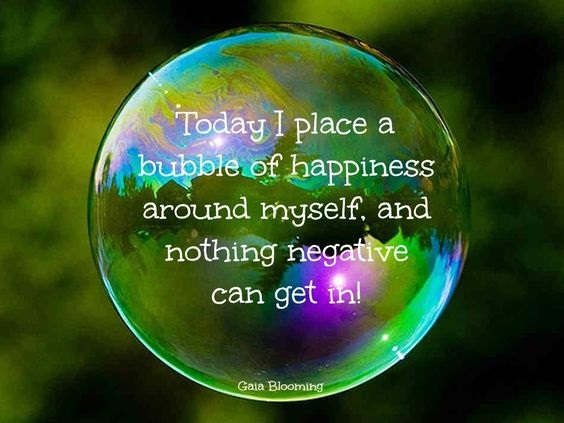 Today I place a
bubble of happiness
around myself, and
nothing negative
can get in!
Gaia Blooming